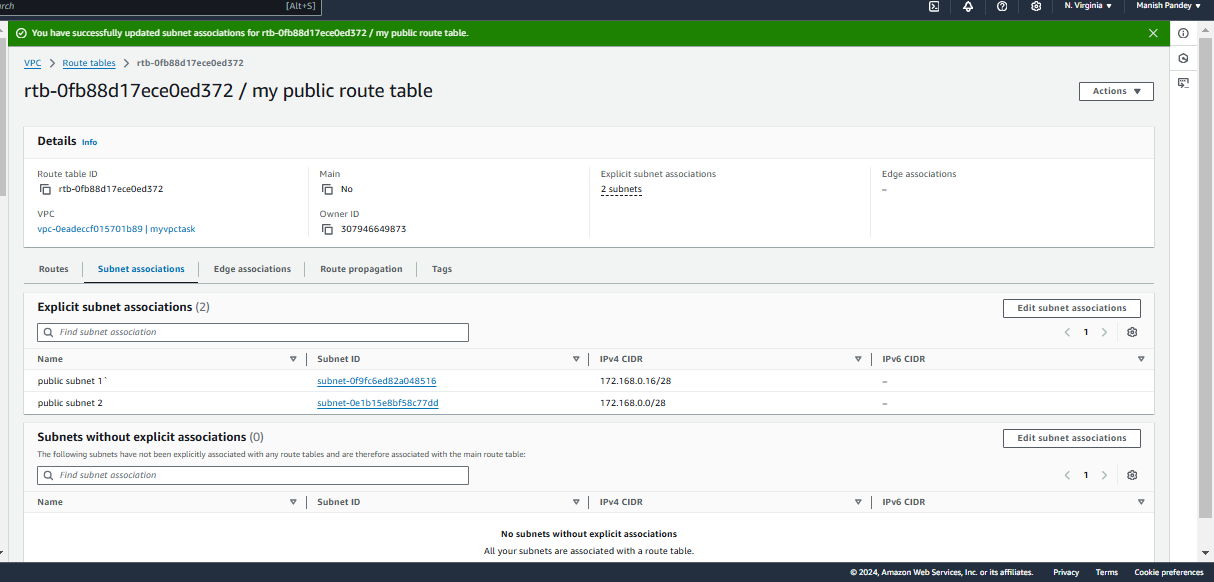 rch [Alt+S] N. Virginia ▼ Manish Pandey ▼
You have successfully updated subnet associations for rtb-0fb88d17ece0ed372 / my public route table.
VPC > Route tables > rtb-0fb88d17ece0ed372
rtb-0fb88d17ece0ed372 / my public route table
Actions ▼
Details Info
Route table ID
rtb-0fb88d17ece0ed372
Main
No
Explicit subnet associations
2 subnets
Edge associations
–
VPC
vpc-0eadeccf015701b89 | myvpctask
Owner ID
307946649873
Routes Subnet associations Edge associations Route propagation Tags
Explicit subnet associations (2)
Edit subnet associations
Find subnet association
< 1 >
Name Subnet ID IPv4 CIDR IPv6 CIDR
public subnet 1` subnet-0f9fc6ed82a048516 172.168.0.16/28 –
public subnet 2 subnet-0e1b15e8bf58c77dd 172.168.0.0/28 –
Subnets without explicit associations (0)
Edit subnet associations
The following subnets have not been explicitly associated with any route tables and are therefore associated with the main route table:
Find subnet association
< 1 >
Name Subnet ID IPv4 CIDR IPv6 CIDR
No subnets without explicit associations
All your subnets are associated with a route table.
© 2024, Amazon Web Services, Inc. or its affiliates. Privacy Terms Cookie preferences